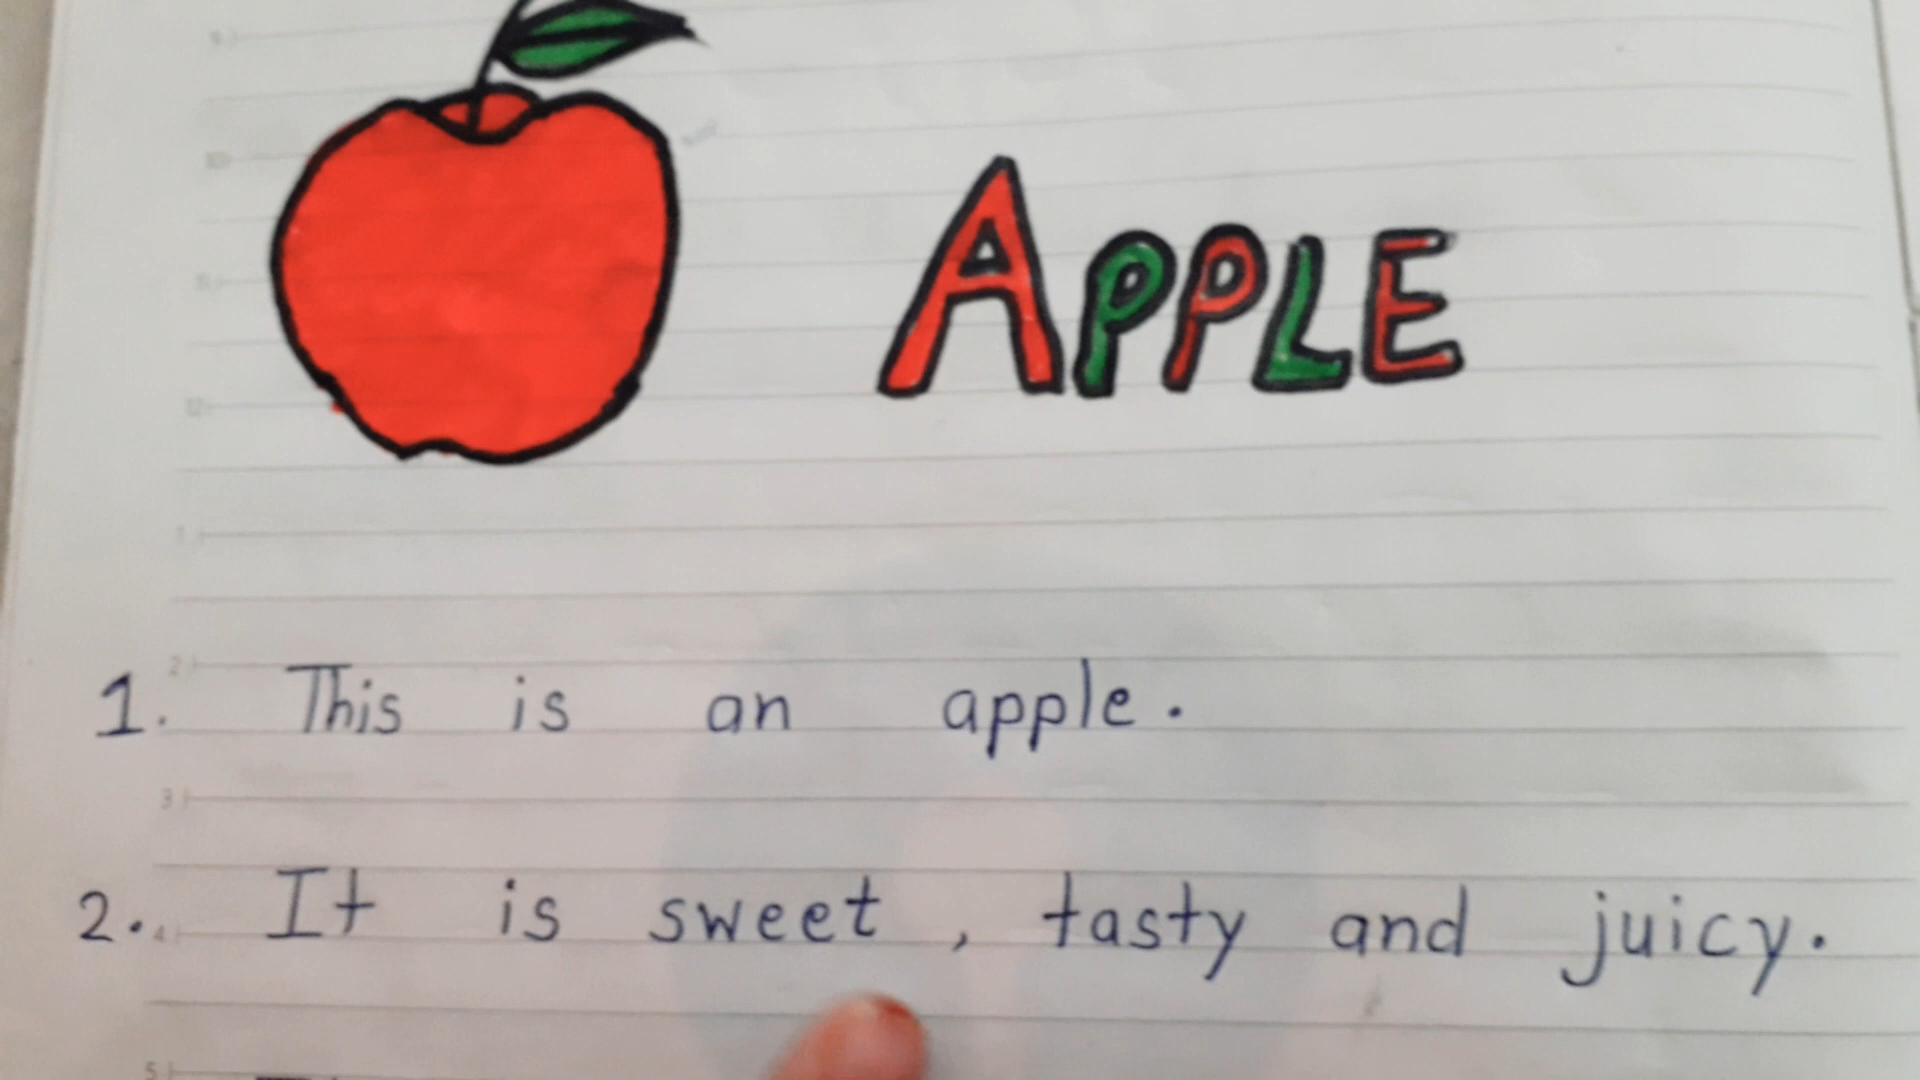 APPLE
1. This is an apple.
2. It is sweet, tasty and juicy.